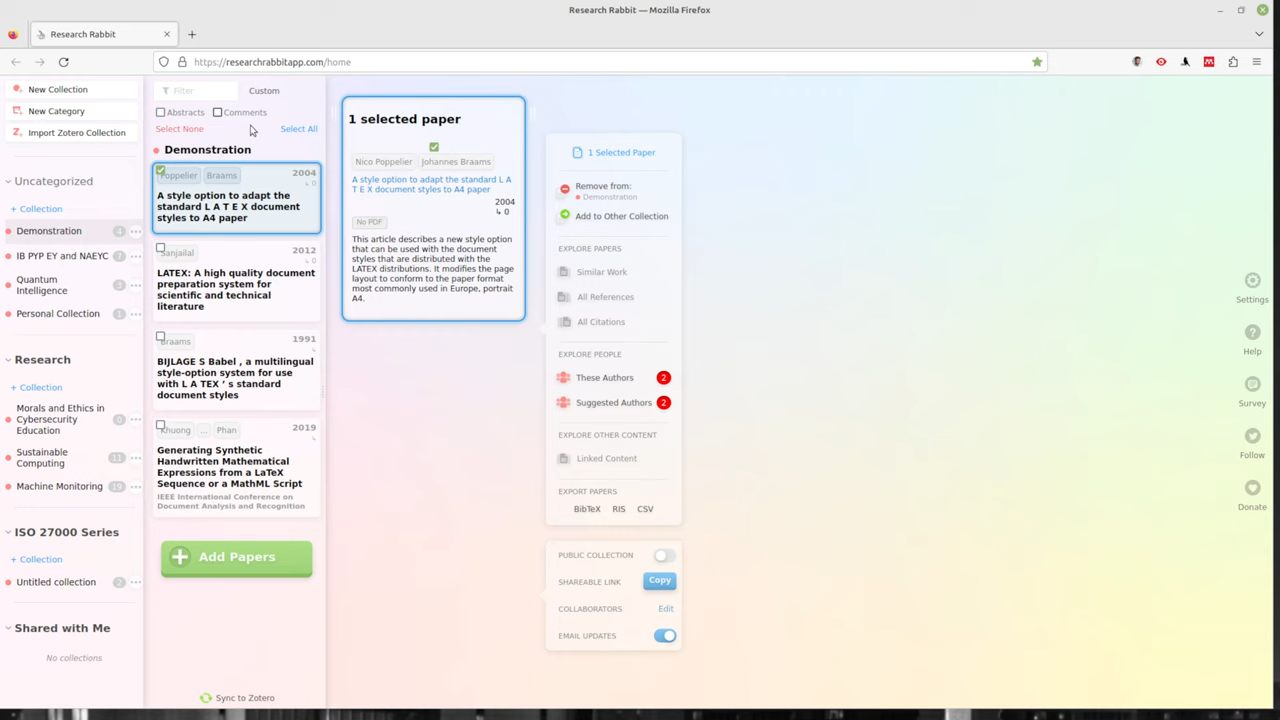 Research Rabbit — Mozilla Firefox
Research Rabbit
https://researchrabbitapp.com/home
New Collection
New Category
Import Zotero Collection
Uncategorized
+ Collection
Demonstration 4
IB PYP EY and NAEYC 7
Quantum
Intelligence 3
Personal Collection 1
Research
+ Collection
Morals and Ethics in
Cybersecurity
Education 0
Sustainable
Computing 11
Machine Monitoring 19
ISO 27000 Series
+ Collection
Untitled collection 2
Shared with Me
No collections
Filter
Custom
Abstracts
Comments
Select None
Select All
Demonstration
Poppelier Braams 2004
0
A style option to adapt the
standard L A T E X document
styles to A4 paper
Sanjailal 2012
0
LATEX: A high quality document
preparation system for
scientific and technical
literature
Braams 1991
BIJLAGE S Babel , a multilingual
style-option system for use
with L A TEX ’ s standard
document styles
Khuong ... Phan 2019
Generating Synthetic
Handwritten Mathematical
Expressions from a LaTeX
Sequence or a MathML Script
IEEE International Conference on
Document Analysis and Recognition
Add Papers
Sync to Zotero
1 selected paper
Nico Poppelier Johannes Braams
A style option to adapt the standard L A
T E X document styles to A4 paper
2004
0
No PDF
This article describes a new style option
that can be used with the document
styles that are distributed with the
LATEX distributions. It modifies the page
layout to conform to the paper format
most commonly used in Europe, portrait
A4.
1 Selected Paper
Remove from:
Demonstration
Add to Other Collection
EXPLORE PAPERS
Similar Work
All References
All Citations
EXPLORE PEOPLE
These Authors 2
Suggested Authors 2
EXPLORE OTHER CONTENT
Linked Content
EXPORT PAPERS
BibTeX RIS CSV
PUBLIC COLLECTION
SHAREABLE LINK Copy
COLLABORATORS Edit
EMAIL UPDATES
Settings
Help
Survey
Follow
Donate